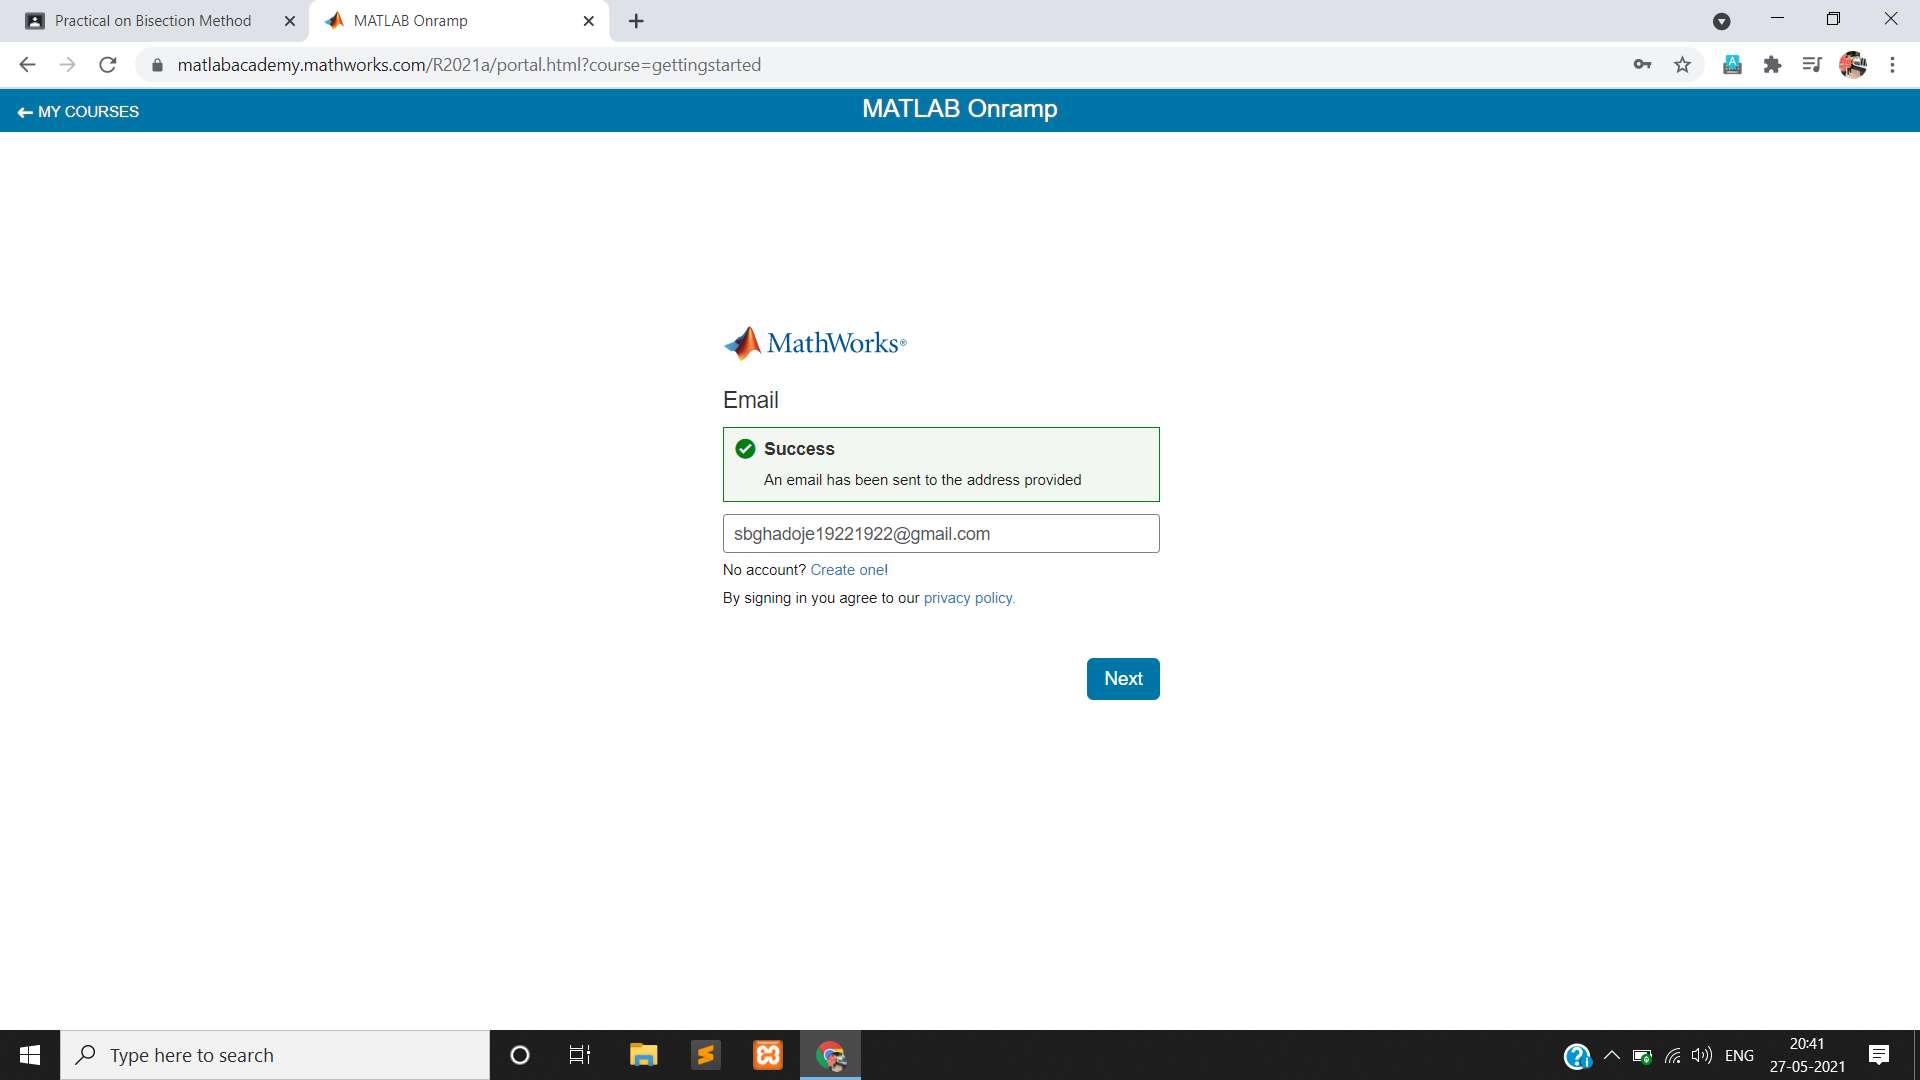 Practical on Bisection Method
MATLAB Onramp
matlabacademy.mathworks.com/R2021a/portal.html?course=gettingstarted
MY COURSES
MATLAB Onramp
MathWorks®
Email
Success
An email has been sent to the address provided
sbghadoje19221922@gmail.com
No account? Create one!
By signing in you agree to our privacy policy.
Next
Type here to search
ENG
20:41
27-05-2021